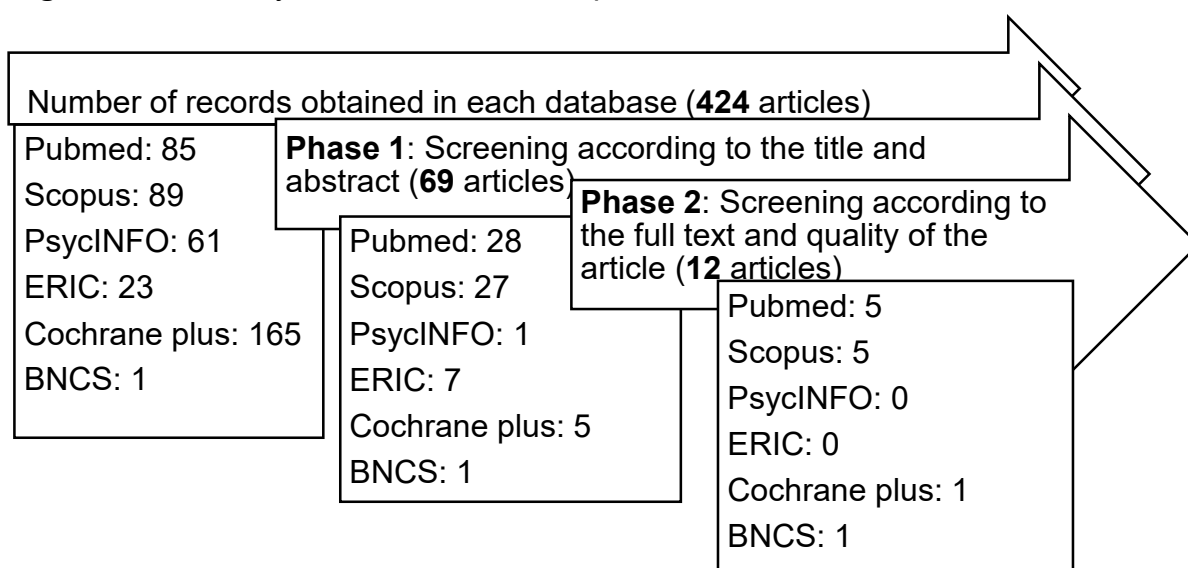 Number of records obtained in each database (424 articles)
Pubmed: 85
Scopus: 89
PsycINFO: 61
ERIC: 23
Cochrane plus: 165
BNCS: 1
Phase 1: Screening according to the title and
abstract (69 articles)
Pubmed: 28
Scopus: 27
PsycINFO: 1
ERIC: 7
Cochrane plus: 5
BNCS: 1
Phase 2: Screening according to
the full text and quality of the
article (12 articles)
Pubmed: 5
Scopus: 5
PsycINFO: 0
ERIC: 0
Cochrane plus: 1
BNCS: 1